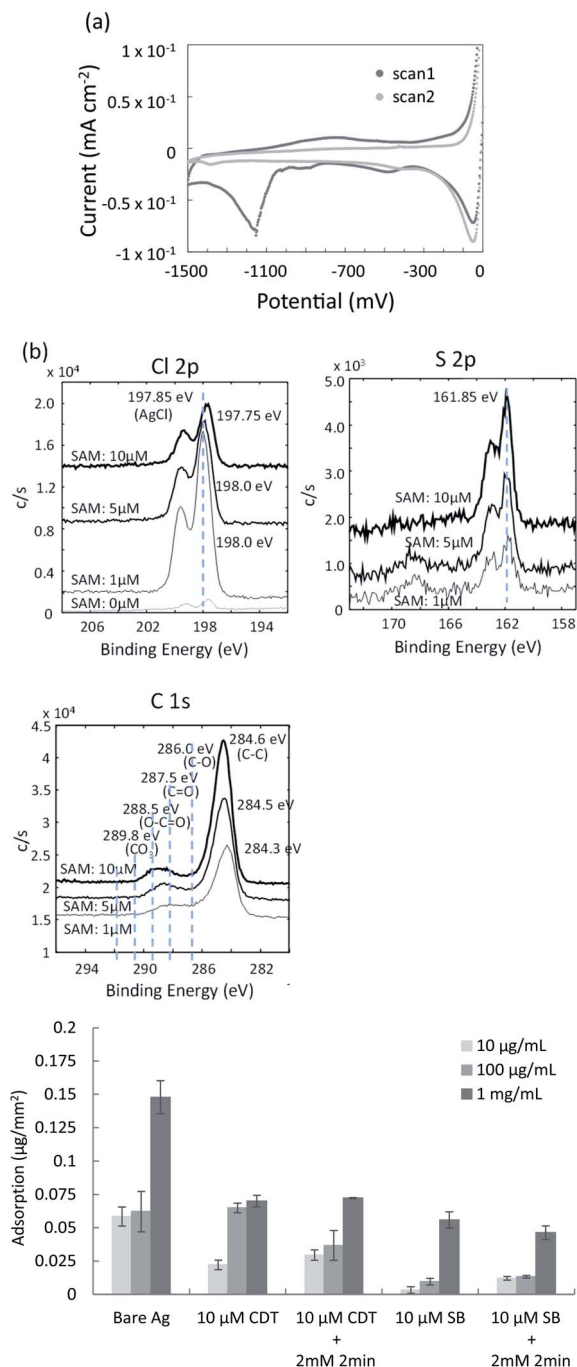 (a)
1 x 10⁻¹
0.5 x 10⁻¹
0
-0.5 x 10⁻¹
-1 x 10⁻¹
Current (mA cm⁻²)
scan1
scan2
-1500 -1100 -700 -300 0
Potential (mV)
(b)
Cl 2p
x 10⁴
2.0
1.6
1.2
0.8
0.4
0
c/s
197.85 eV
(AgCl)
197.75 eV
SAM: 10μM
198.0 eV
SAM: 5μM
198.0 eV
SAM: 1μM
SAM: 0μM
206 202 198 194
Binding Energy (eV)
S 2p
x 10³
5.0
4.0
3.0
2.0
1.0
0
c/s
161.85 eV
SAM: 10μM
SAM: 5μM
SAM: 1μM
170 166 162 158
Binding Energy (eV)
C 1s
x 10⁴
4.5
4.0
3.5
3.0
2.5
2.0
1.5
1
c/s
284.6 eV
(C-C)
286.0 eV
(C-O)
287.5 eV
(C=O)
288.5 eV
(O-C=O)
289.8 eV
(CO₃)
284.5 eV
284.3 eV
SAM: 10μM
SAM: 5μM
SAM: 1μM
294 290 286 282
Binding Energy (eV)
0.2
0.175
0.15
0.125
0.1
0.075
0.05
0.025
0
Adsorption (μg/mm²)
10 μg/mL
100 μg/mL
1 mg/mL
Bare Ag
10 μM CDT
10 μM CDT
+
2mM 2min
10 μM SB
10 μM SB
+
2mM 2min